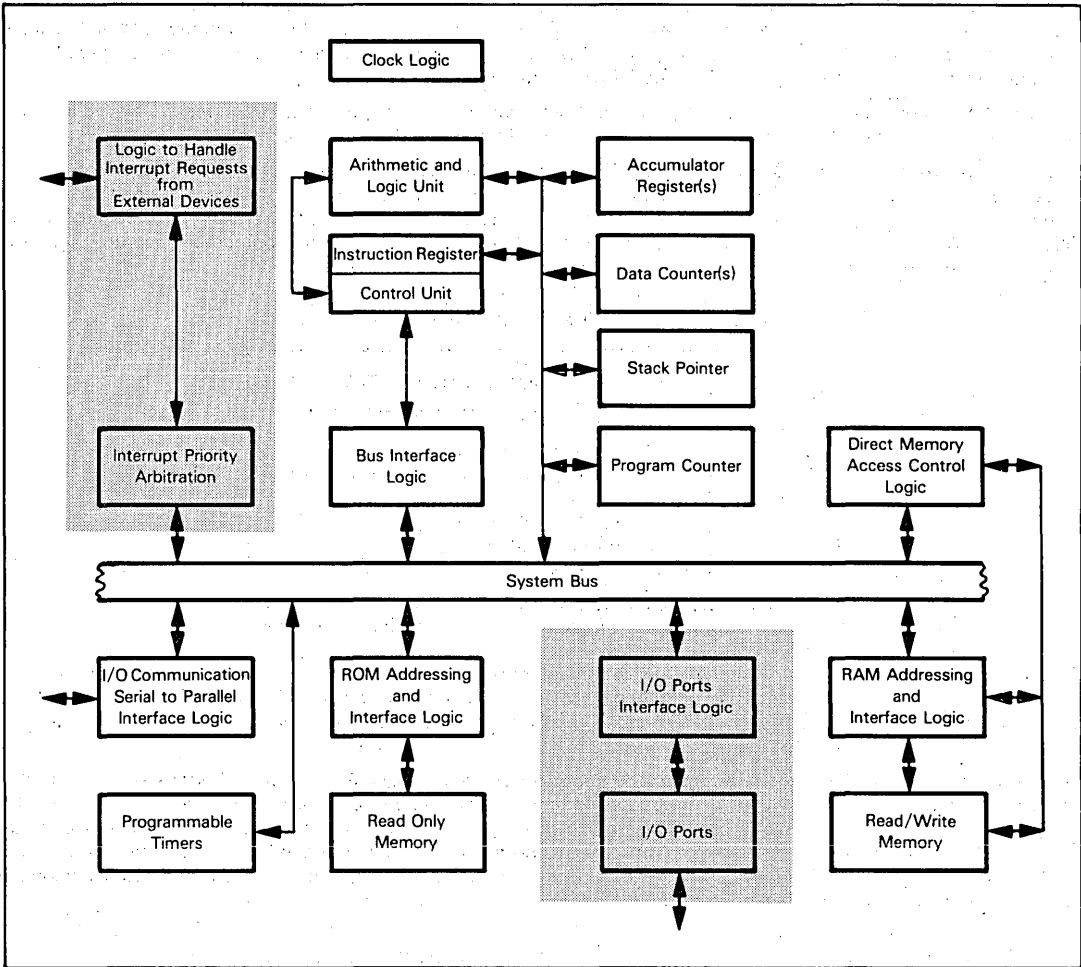 Clock Logic
Logic to Handle
Interrupt Requests
from
External Devices
Arithmetic and
Logic Unit
Accumulator
Register(s)
Instruction Register
Control Unit
Data Counter(s)
Stack Pointer
Interrupt Priority
Arbitration
Bus Interface
Logic
Program Counter
Direct Memory
Access Control
Logic
System Bus
I/O Communication
Serial to Parallel
Interface Logic
ROM Addressing
and
Interface Logic
I/O Ports
Interface Logic
RAM Addressing
and
Interface Logic
Programmable
Timers
Read Only
Memory
I/O Ports
Read/Write
Memory